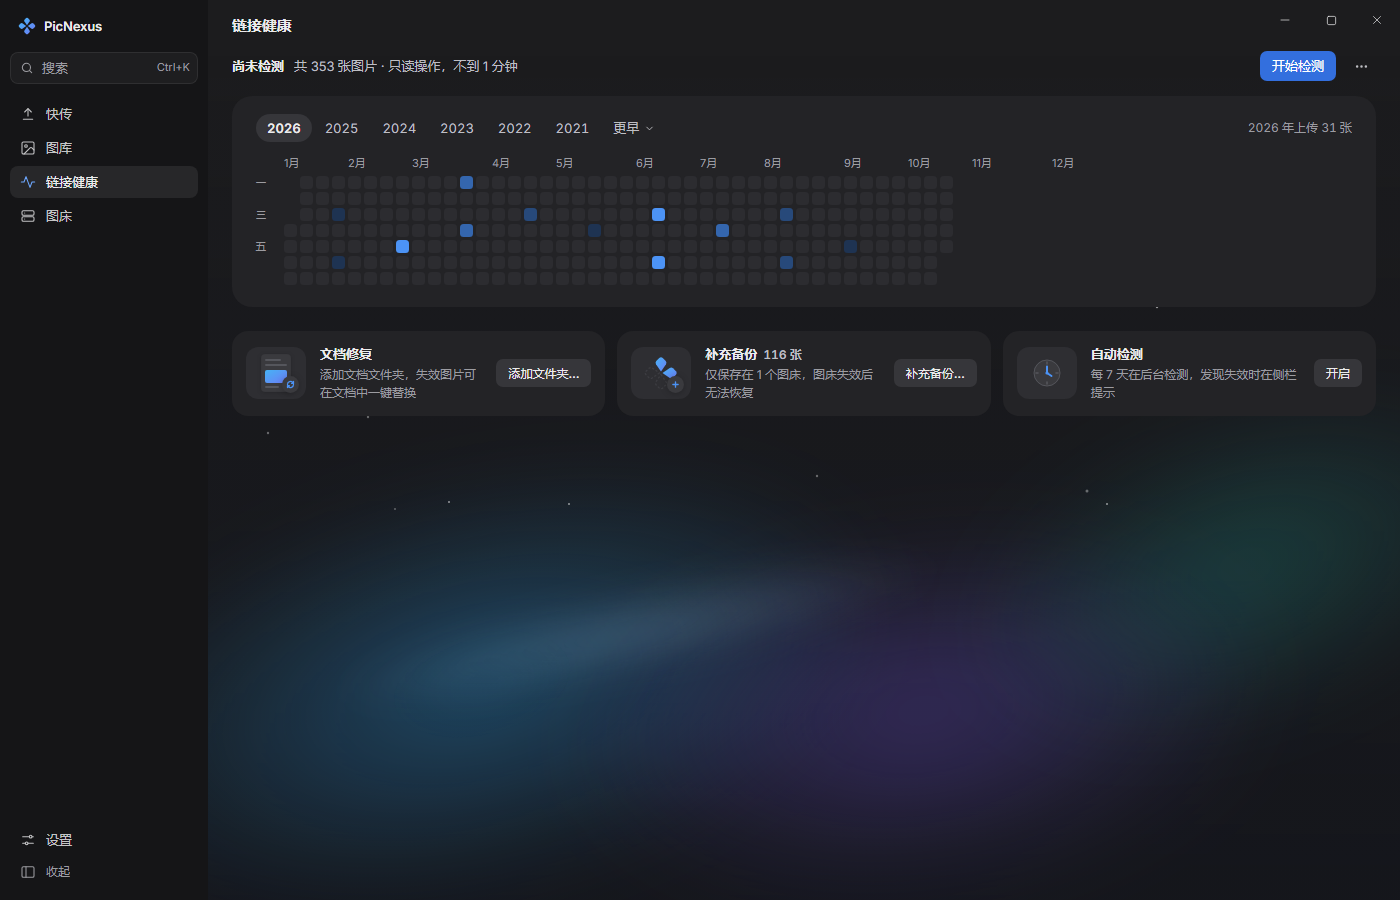 PicNexus
搜索 Ctrl+K
快传
图库
链接健康
图床
设置
收起
链接健康
尚未检测 共 353 张图片 · 只读操作，不到 1 分钟
开始检测
2026 2025 2024 2023 2022 2021 更早
2026 年上传 31 张
1月 2月 3月 4月 5月 6月 7月 8月 9月 10月 11月 12月
一
三
五
文档修复
添加文档文件夹，失效图片可
在文档中一键替换
添加文件夹...
补充备份 116 张
仅保存在 1 个图床，图床失效后
无法恢复
补充备份...
自动检测
每 7 天在后台检测，发现失效时在侧栏
提示
开启